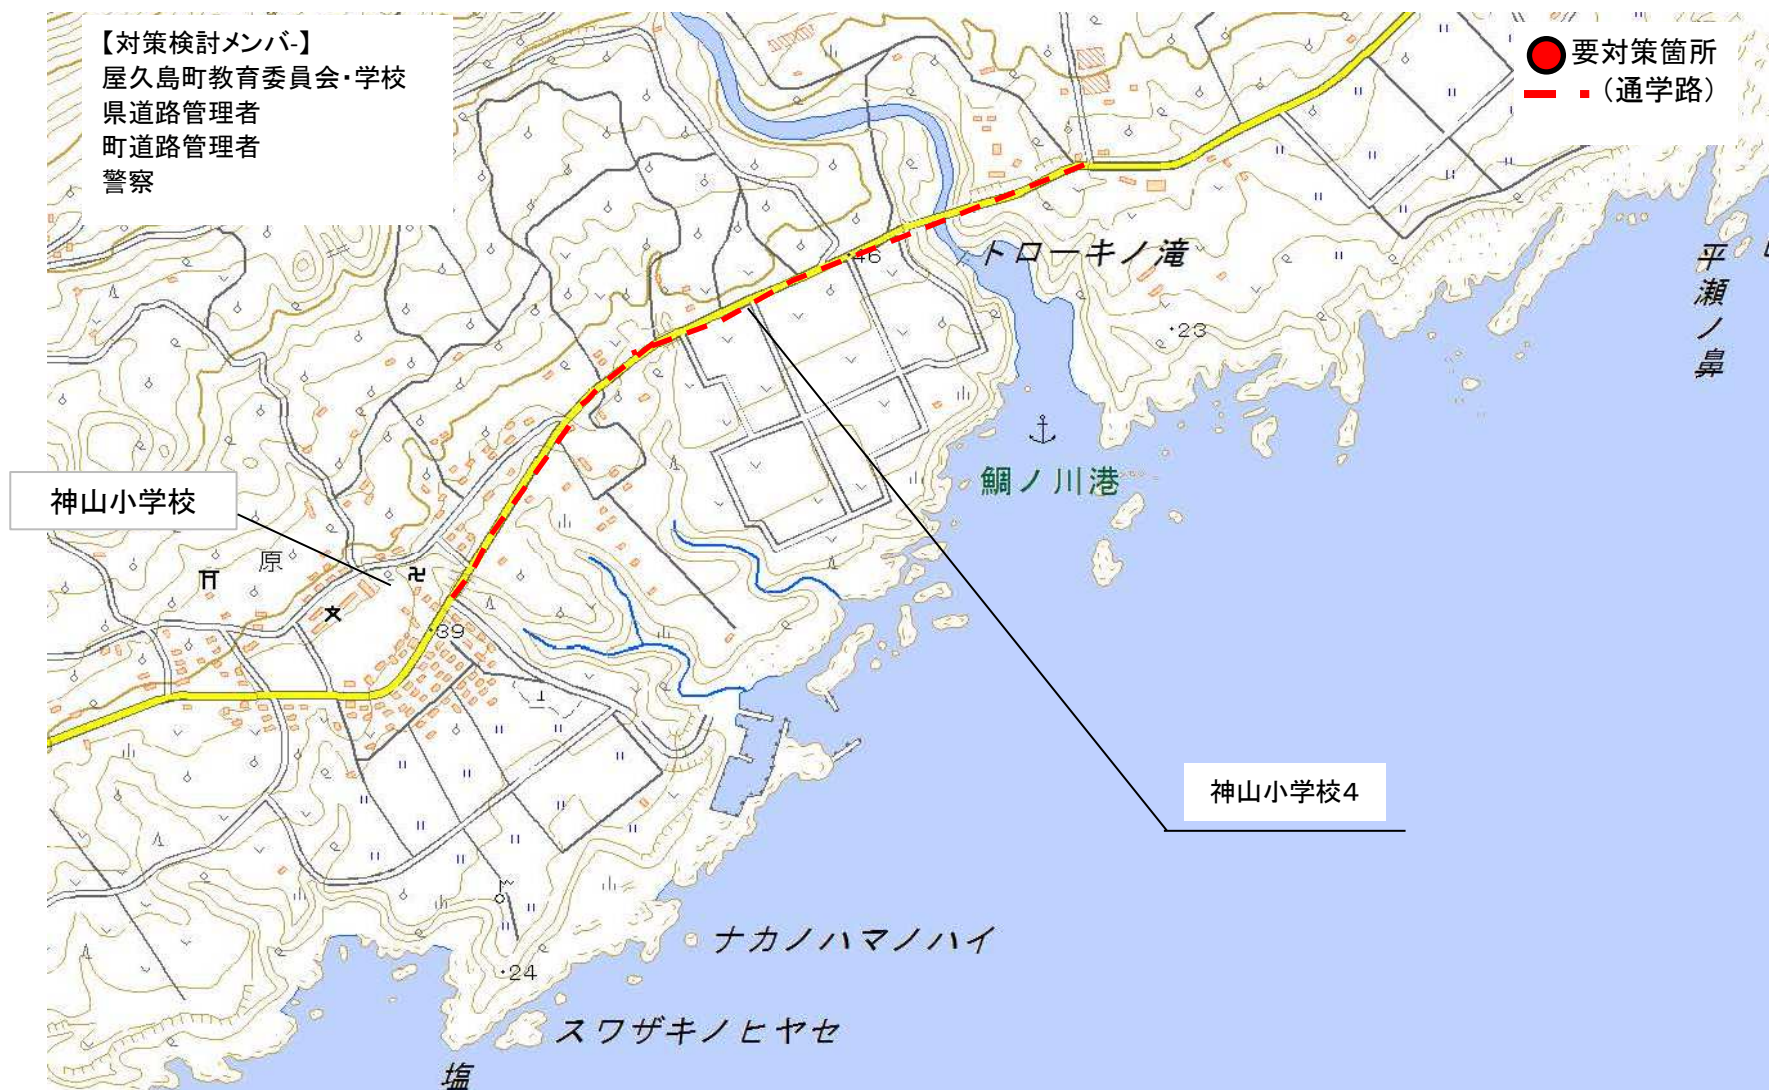 【対策検討メンバ-】
屋久島町教育委員会・学校
県道路管理者
町道路管理者
警察
要対策箇所
（通学路）
トローキノ滝
平瀬ノ鼻
46
23
鯛ノ川港
神山小学校
原
39
神山小学校4
ナカノハマノハイ
24
スワザキノヒヤセ
塩